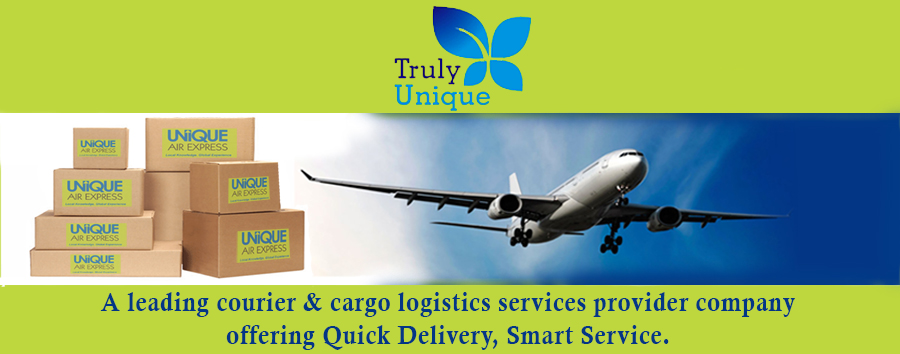 Truly
Unique
UNiQUE
AIR EXPRESS
UNiQUE
AIR EXPRESS
UNiQUE
AIR EXPRESS
UNiQUE
AIR EXPRESS
UNiQUE
AIR EXPRESS
UNiQUE
AIR EXPRESS
UNiQUE
AIR EXPRESS
A leading courier & cargo logistics services provider company
offering Quick Delivery, Smart Service.